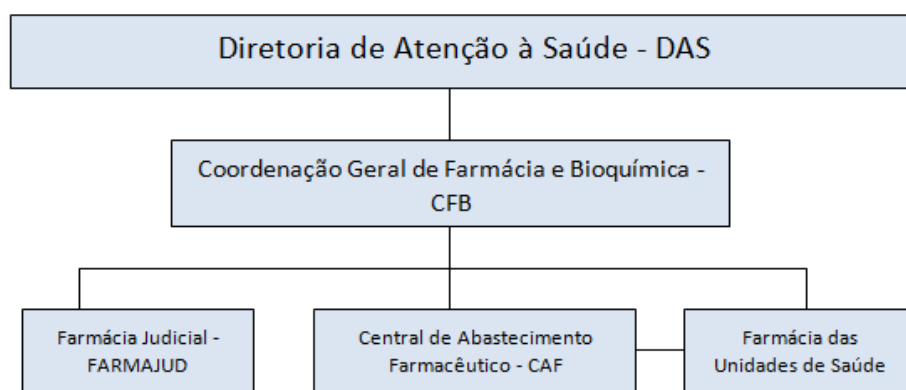 Diretoria de Atenção à Saúde - DAS
Coordenação Geral de Farmácia e Bioquímica -
CFB
Farmácia Judicial -
FARMAJUD
Central de Abastecimento
Farmacêutico - CAF
Farmácia das
Unidades de Saúde